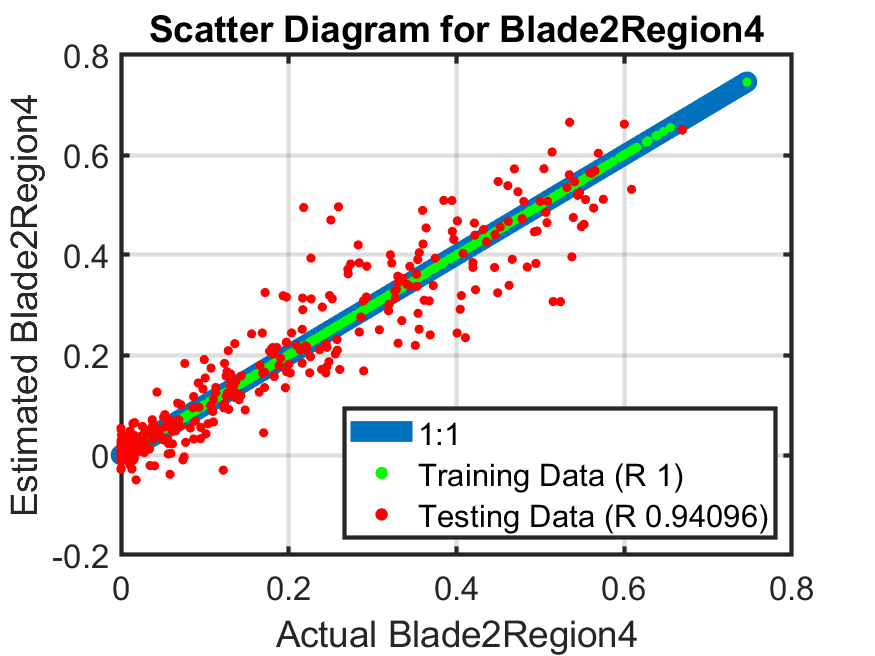 Scatter Diagram for Blade2Region4
Estimated Blade2Region4
0.8
0.6
0.4
0.2
0
-0.2
1:1
Training Data (R 1)
Testing Data (R 0.94096)
0 0.2 0.4 0.6 0.8
Actual Blade2Region4